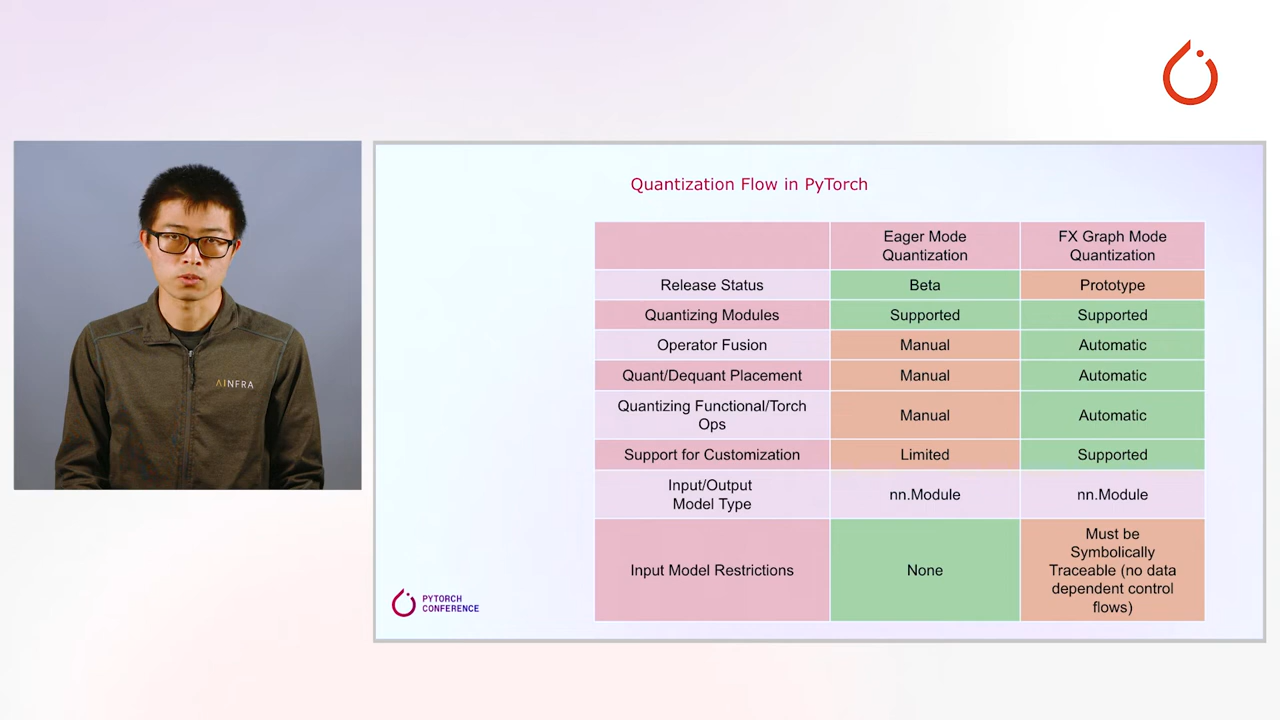 AINFRA
Quantization Flow in PyTorch
Eager Mode
Quantization
FX Graph Mode
Quantization
Release Status
Beta
Prototype
Quantizing Modules
Supported
Supported
Operator Fusion
Manual
Automatic
Quant/Dequant Placement
Manual
Automatic
Quantizing Functional/Torch
Ops
Manual
Automatic
Support for Customization
Limited
Supported
Input/Output
Model Type
nn.Module
nn.Module
Input Model Restrictions
None
Must be
Symbolically
Traceable (no data
dependent control
flows)
PYTORCH
CONFERENCE